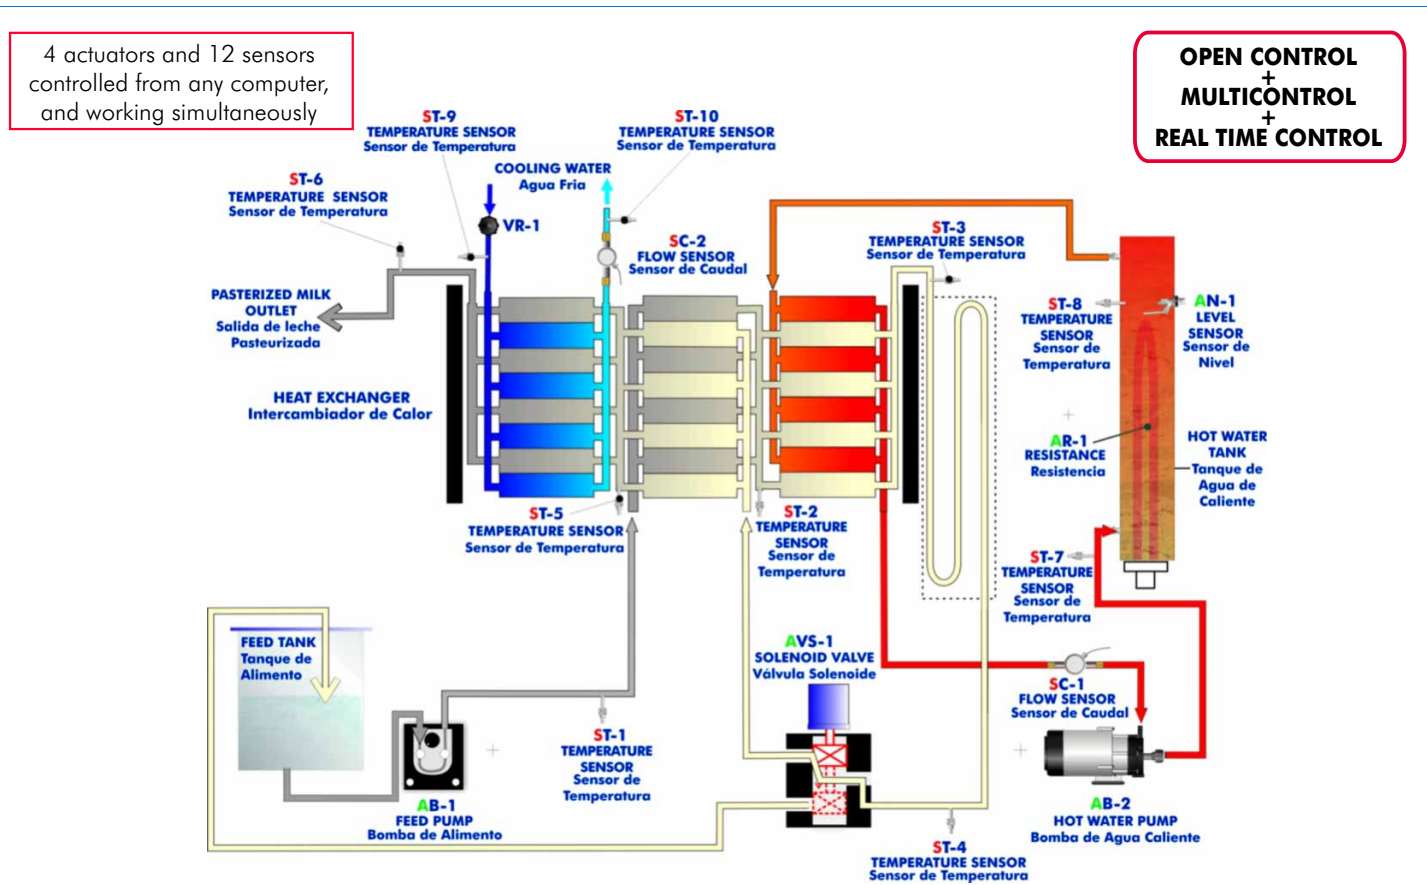 4 actuators and 12 sensors
controlled from any computer,
and working simultaneously
OPEN CONTROL
+
MULTICONTROL
+
REAL TIME CONTROL
ST-9
TEMPERATURE SENSOR
Sensor de Temperatura
ST-10
TEMPERATURE SENSOR
Sensor de Temperatura
COOLING WATER
Agua Fria
ST-6
TEMPERATURE SENSOR
Sensor de Temperatura
VR-1
SC-2
FLOW SENSOR
Sensor de Caudal
ST-3
TEMPERATURE SENSOR
Sensor de Temperatura
PASTERIZED MILK
OUTLET
Salida de leche
Pasteurizada
ST-8
TEMPERATURE
SENSOR
Sensor de
Temperatura
AN-1
LEVEL
SENSOR
Sensor de
Nivel
HEAT EXCHANGER
Intercambiador de Calor
AR-1
RESISTANCE
Resistencia
HOT WATER
TANK
Tanque de
Agua de
Caliente
ST-5
TEMPERATURE SENSOR
Sensor de Temperatura
ST-2
TEMPERATURE
SENSOR
Sensor de
Temperatura
ST-7
TEMPERATURE
SENSOR
Sensor de
Temperatura
FEED TANK
Tanque de
Alimento
AVS-1
SOLENOID VALVE
Válvula Solenoide
SC-1
FLOW SENSOR
Sensor de Caudal
ST-1
TEMPERATURE
SENSOR
Sensor de
Temperatura
AB-1
FEED PUMP
Bomba de Alimento
AB-2
HOT WATER PUMP
Bomba de Agua Caliente
ST-4
TEMPERATURE SENSOR
Sensor de Temperatura